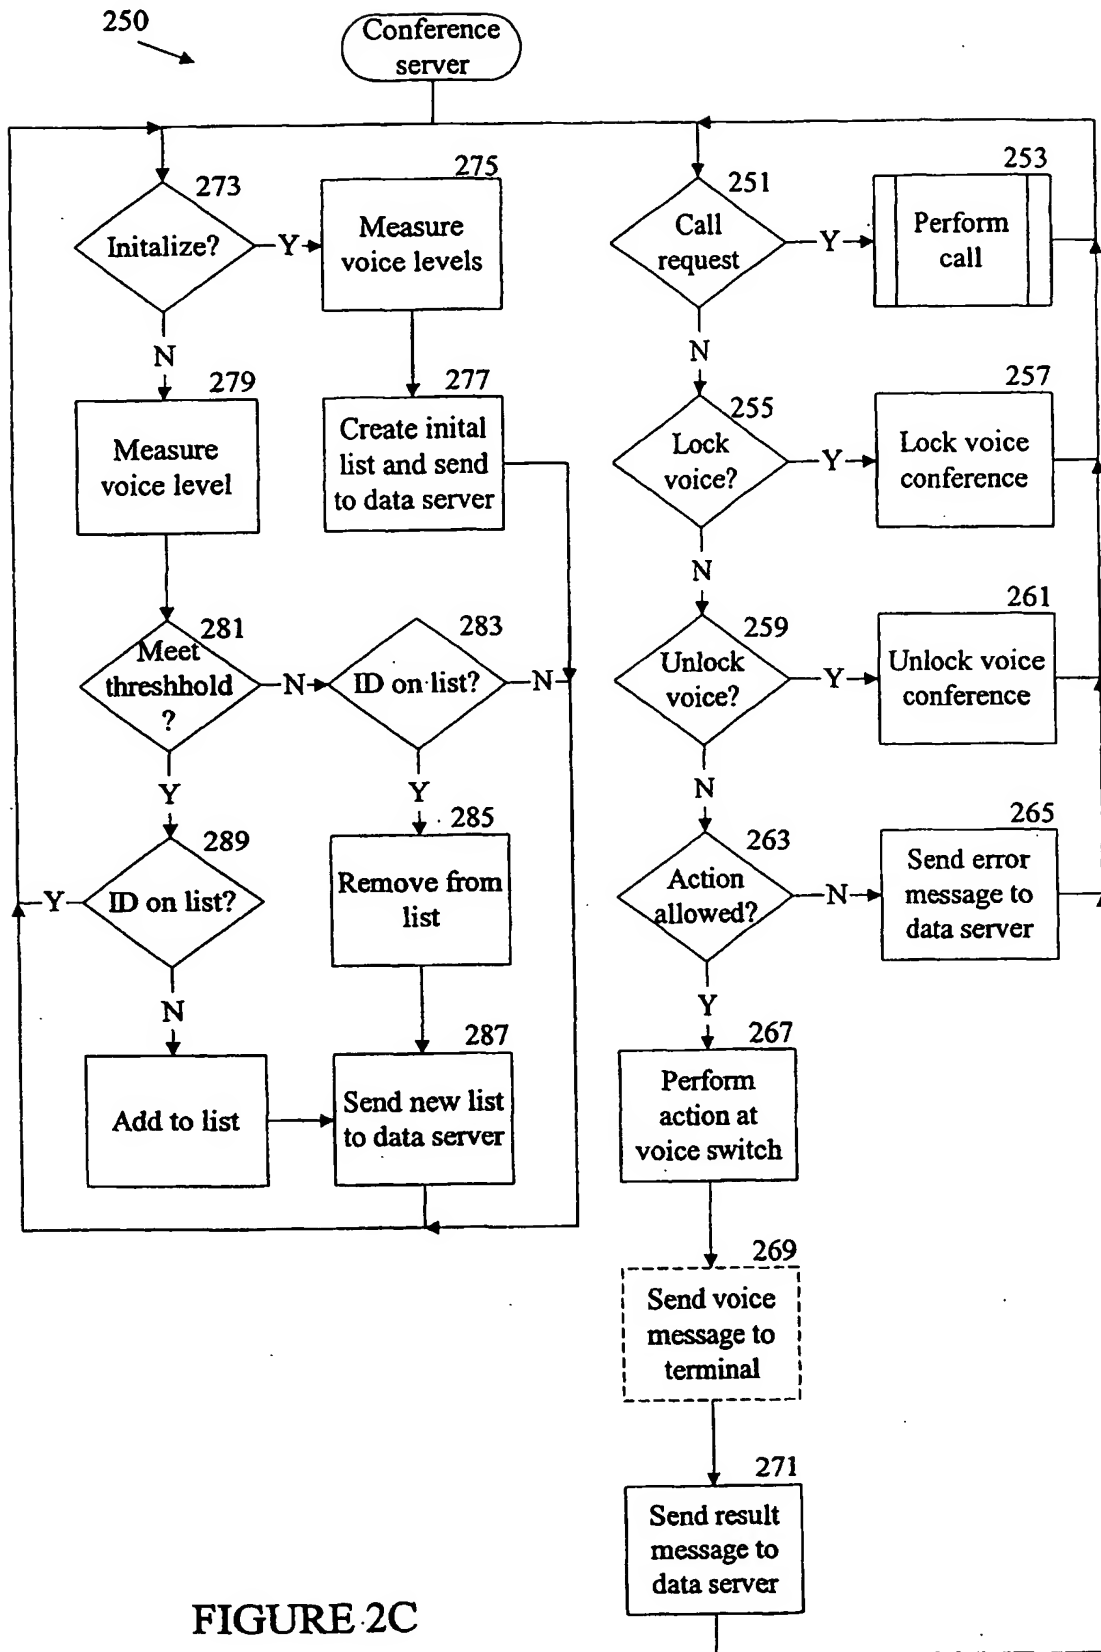 250
Conference
server
273
Initalize?
Y
275
Measure
voice levels
N
279
Measure
voice level
277
Create inital
list and send
to data server
281
Meet
threshhold
?
N
283
ID on list?
N
Y
Y
289
ID on list?
Y
N
285
Remove from
list
Add to list
287
Send new list
to data server
251
Call
request
Y
253
Perform
call
N
255
Lock
voice?
Y
257
Lock voice
conference
N
259
Unlock
voice?
Y
261
Unlock voice
conference
N
263
Action
allowed?
N
265
Send error
message to
data server
Y
267
Perform
action at
voice switch
269
Send voice
message to
terminal
271
Send result
message to
data server
FIGURE 2C